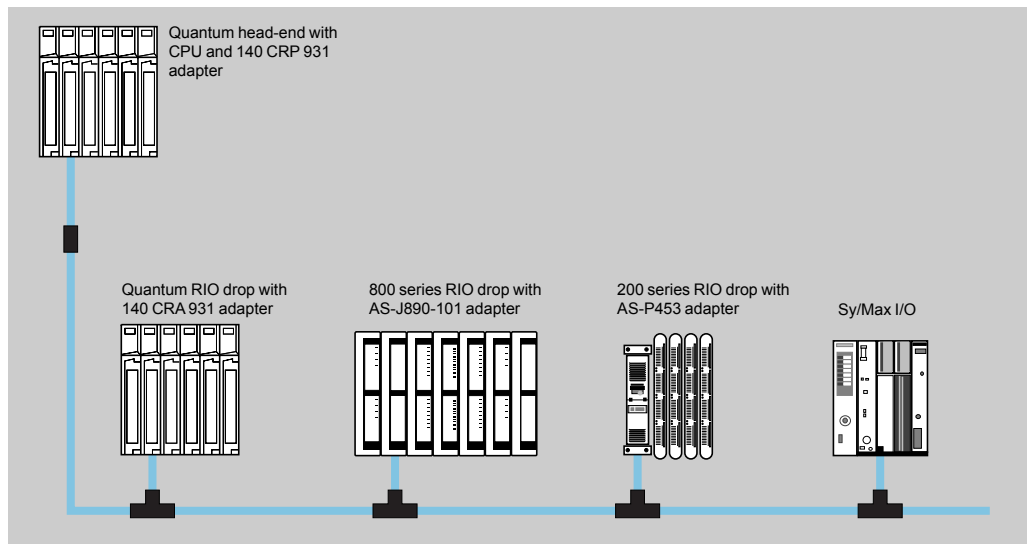 Quantum head-end with
CPU and 140 CRP 931
adapter
Quantum RIO drop with
140 CRA 931 adapter
800 series RIO drop with
AS-J890-101 adapter
200 series RIO drop with
AS-P453 adapter
Sy/Max I/O